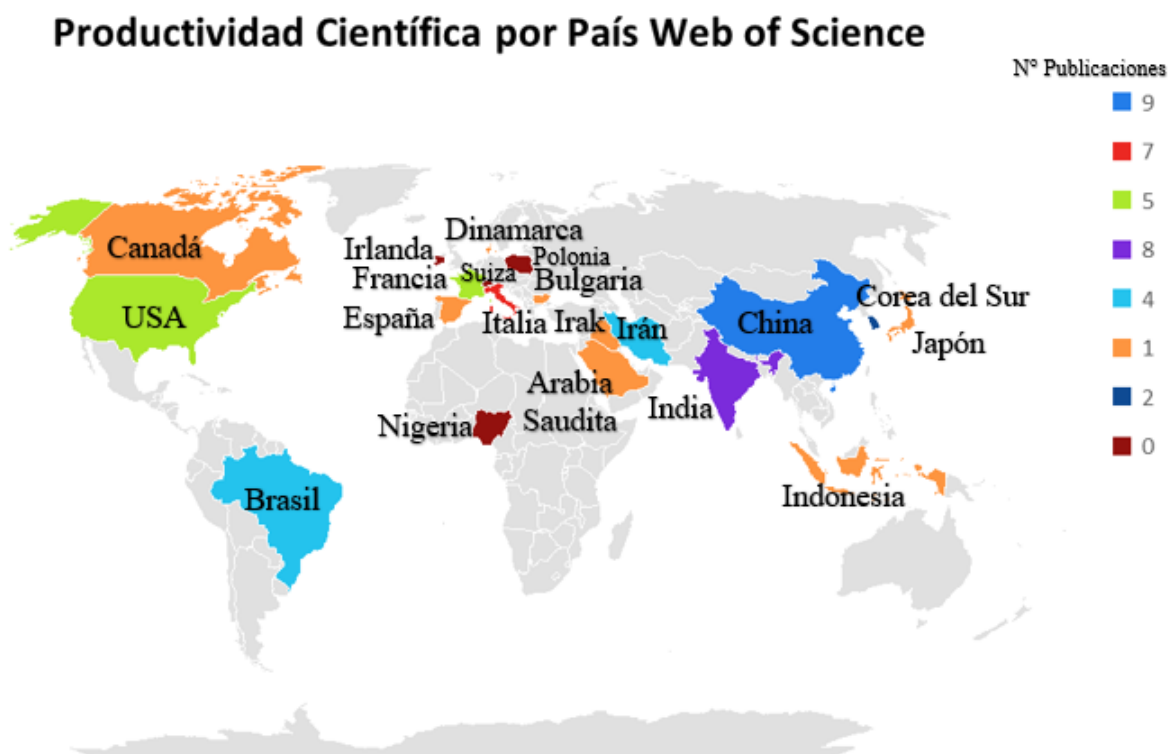 Productividad Científica por País Web of Science
N° Publicaciones
9
7
5
8
4
1
2
0
Canadá
USA
Brasil
Irlanda
Dinamarca
Francia
Suiza
Polonia
Bulgaria
España
Italia
Irak
Irán
Arabia
Saudita
Nigeria
India
China
Corea del Sur
Japón
Indonesia